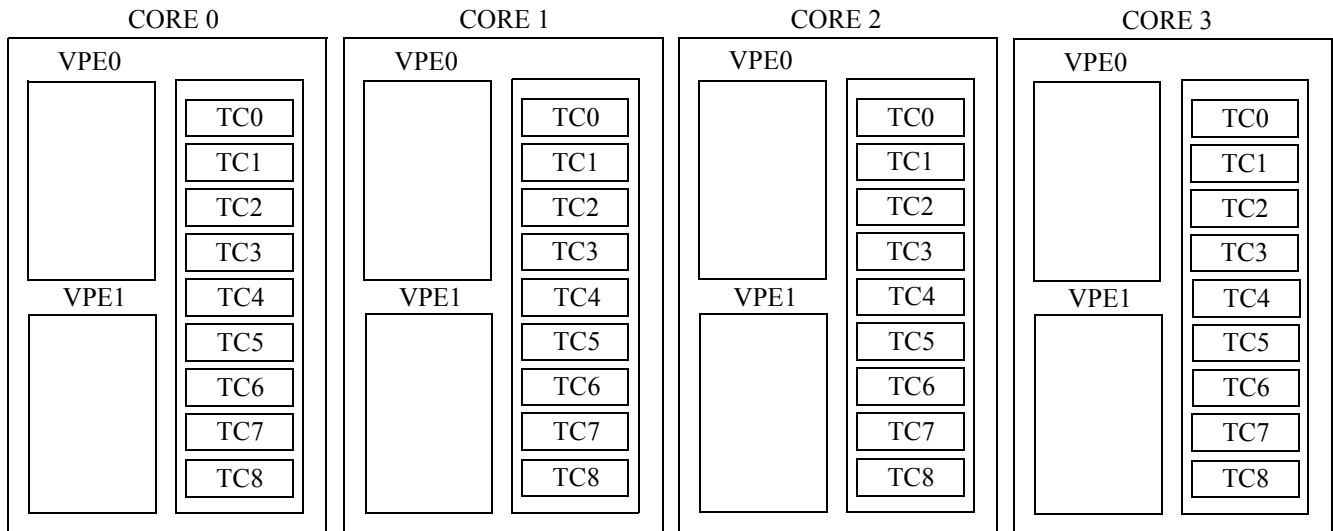 CORE 0
VPE0
TC0
TC1
TC2
TC3
TC4
TC5
TC6
TC7
TC8
VPE1
CORE 1
VPE0
TC0
TC1
TC2
TC3
TC4
TC5
TC6
TC7
TC8
VPE1
CORE 2
VPE0
TC0
TC1
TC2
TC3
TC4
TC5
TC6
TC7
TC8
VPE1
CORE 3
VPE0
TC0
TC1
TC2
TC3
TC4
TC5
TC6
TC7
TC8
VPE1